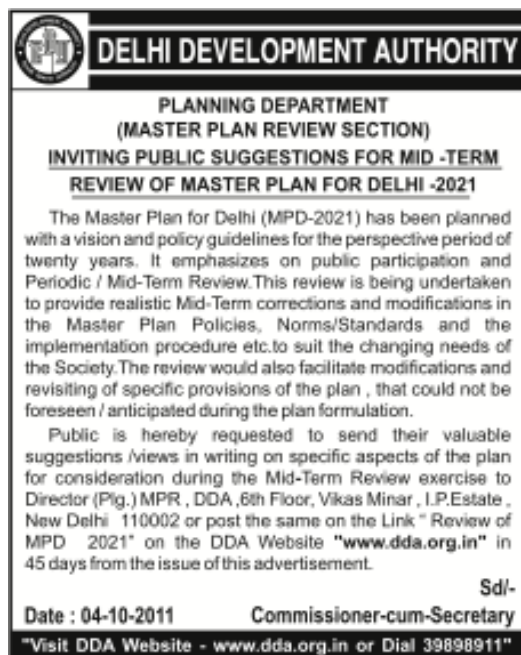 DELHI DEVELOPMENT AUTHORITY
PLANNING DEPARTMENT
(MASTER PLAN REVIEW SECTION)
INVITING PUBLIC SUGGESTIONS FOR MID -TERM
REVIEW OF MASTER PLAN FOR DELHI -2021
The Master Plan for Delhi (MPD-2021) has been planned
with a vision and policy guidelines for the perspective period of
twenty years. It emphasizes on public participation and
Periodic / Mid-Term Review.This review is being undertaken
to provide realistic Mid-Term corrections and modifications in
the Master Plan Policies, Norms/Standards and the
implementation procedure etc.to suit the changing needs of
the Society.The review would also facilitate modifications and
revisiting of specific provisions of the plan , that could not be
foreseen / anticipated during the plan formulation.
Public is hereby requested to send their valuable
suggestions /views in writing on specific aspects of the plan
for consideration during the Mid-Term Review exercise to
Director (Plg.) MPR , DDA ,6th Floor, Vikas Minar , I.P.Estate ,
New Delhi 110002 or post the same on the Link " Review of
MPD 2021" on the DDA Website "www.dda.org.in" in
45 days from the issue of this advertisement.
Sd/-
Date : 04-10-2011 Commissioner-cum-Secretary
"Visit DDA Website - www.dda.org.in or Dial 39898911"